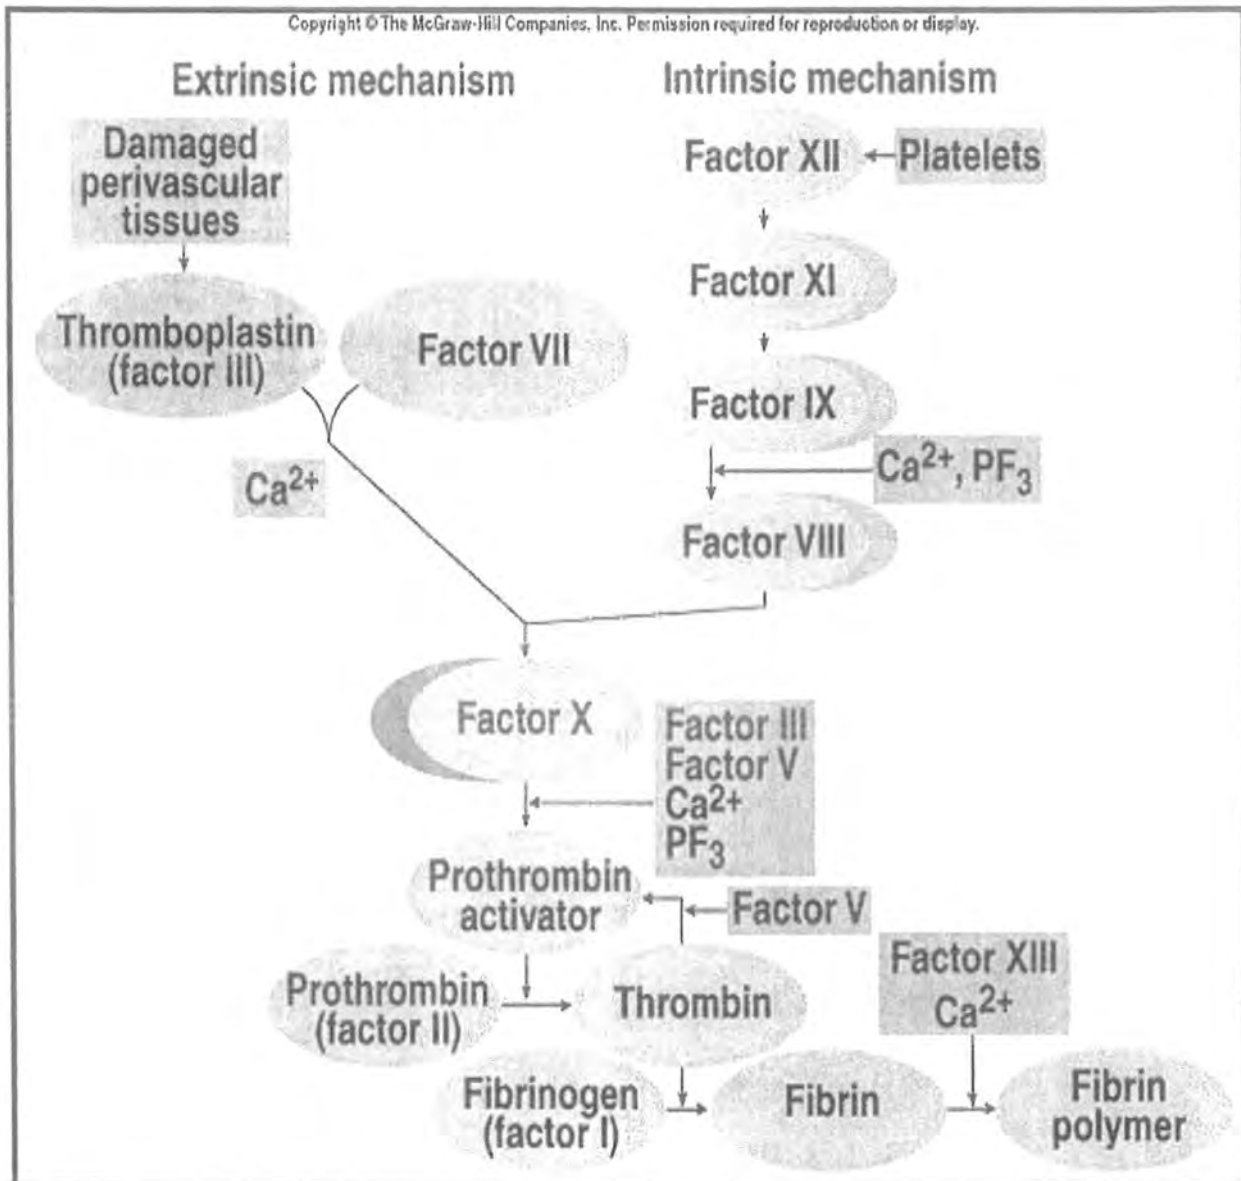 Copyright © The McGraw-Hill Companies, Inc. Permission required for reproduction or display.
Extrinsic mechanism
Intrinsic mechanism
Damaged
perivascular
tissues
Factor XII
Platelets
Factor XI
Thromboplastin
(factor III)
Factor VII
Factor IX
Ca2+
Ca2+, PF3
Factor VIII
Factor X
Factor III
Factor V
Ca2+
PF3
Prothrombin
activator
Factor V
Factor XIII
Ca2+
Prothrombin
(factor II)
Thrombin
Fibrinogen
(factor I)
Fibrin
Fibrin
polymer